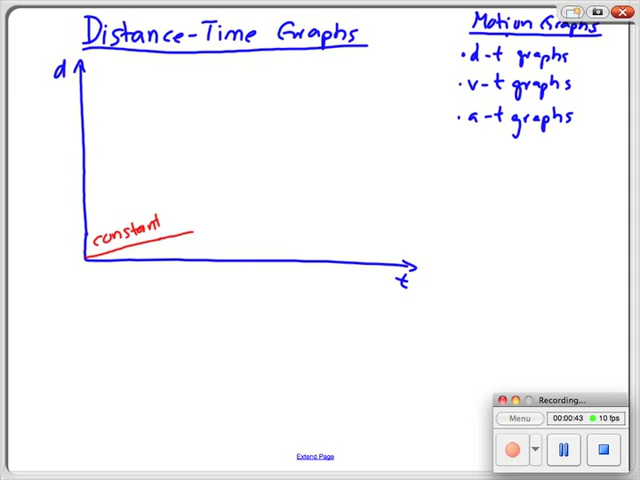 Distance-Time Graphs
Motion Graphs
• d-t graphs
• v-t graphs
• a-t graphs
d
constant
t
Recording...
Menu
00:00:43
10 fps
Extend Page